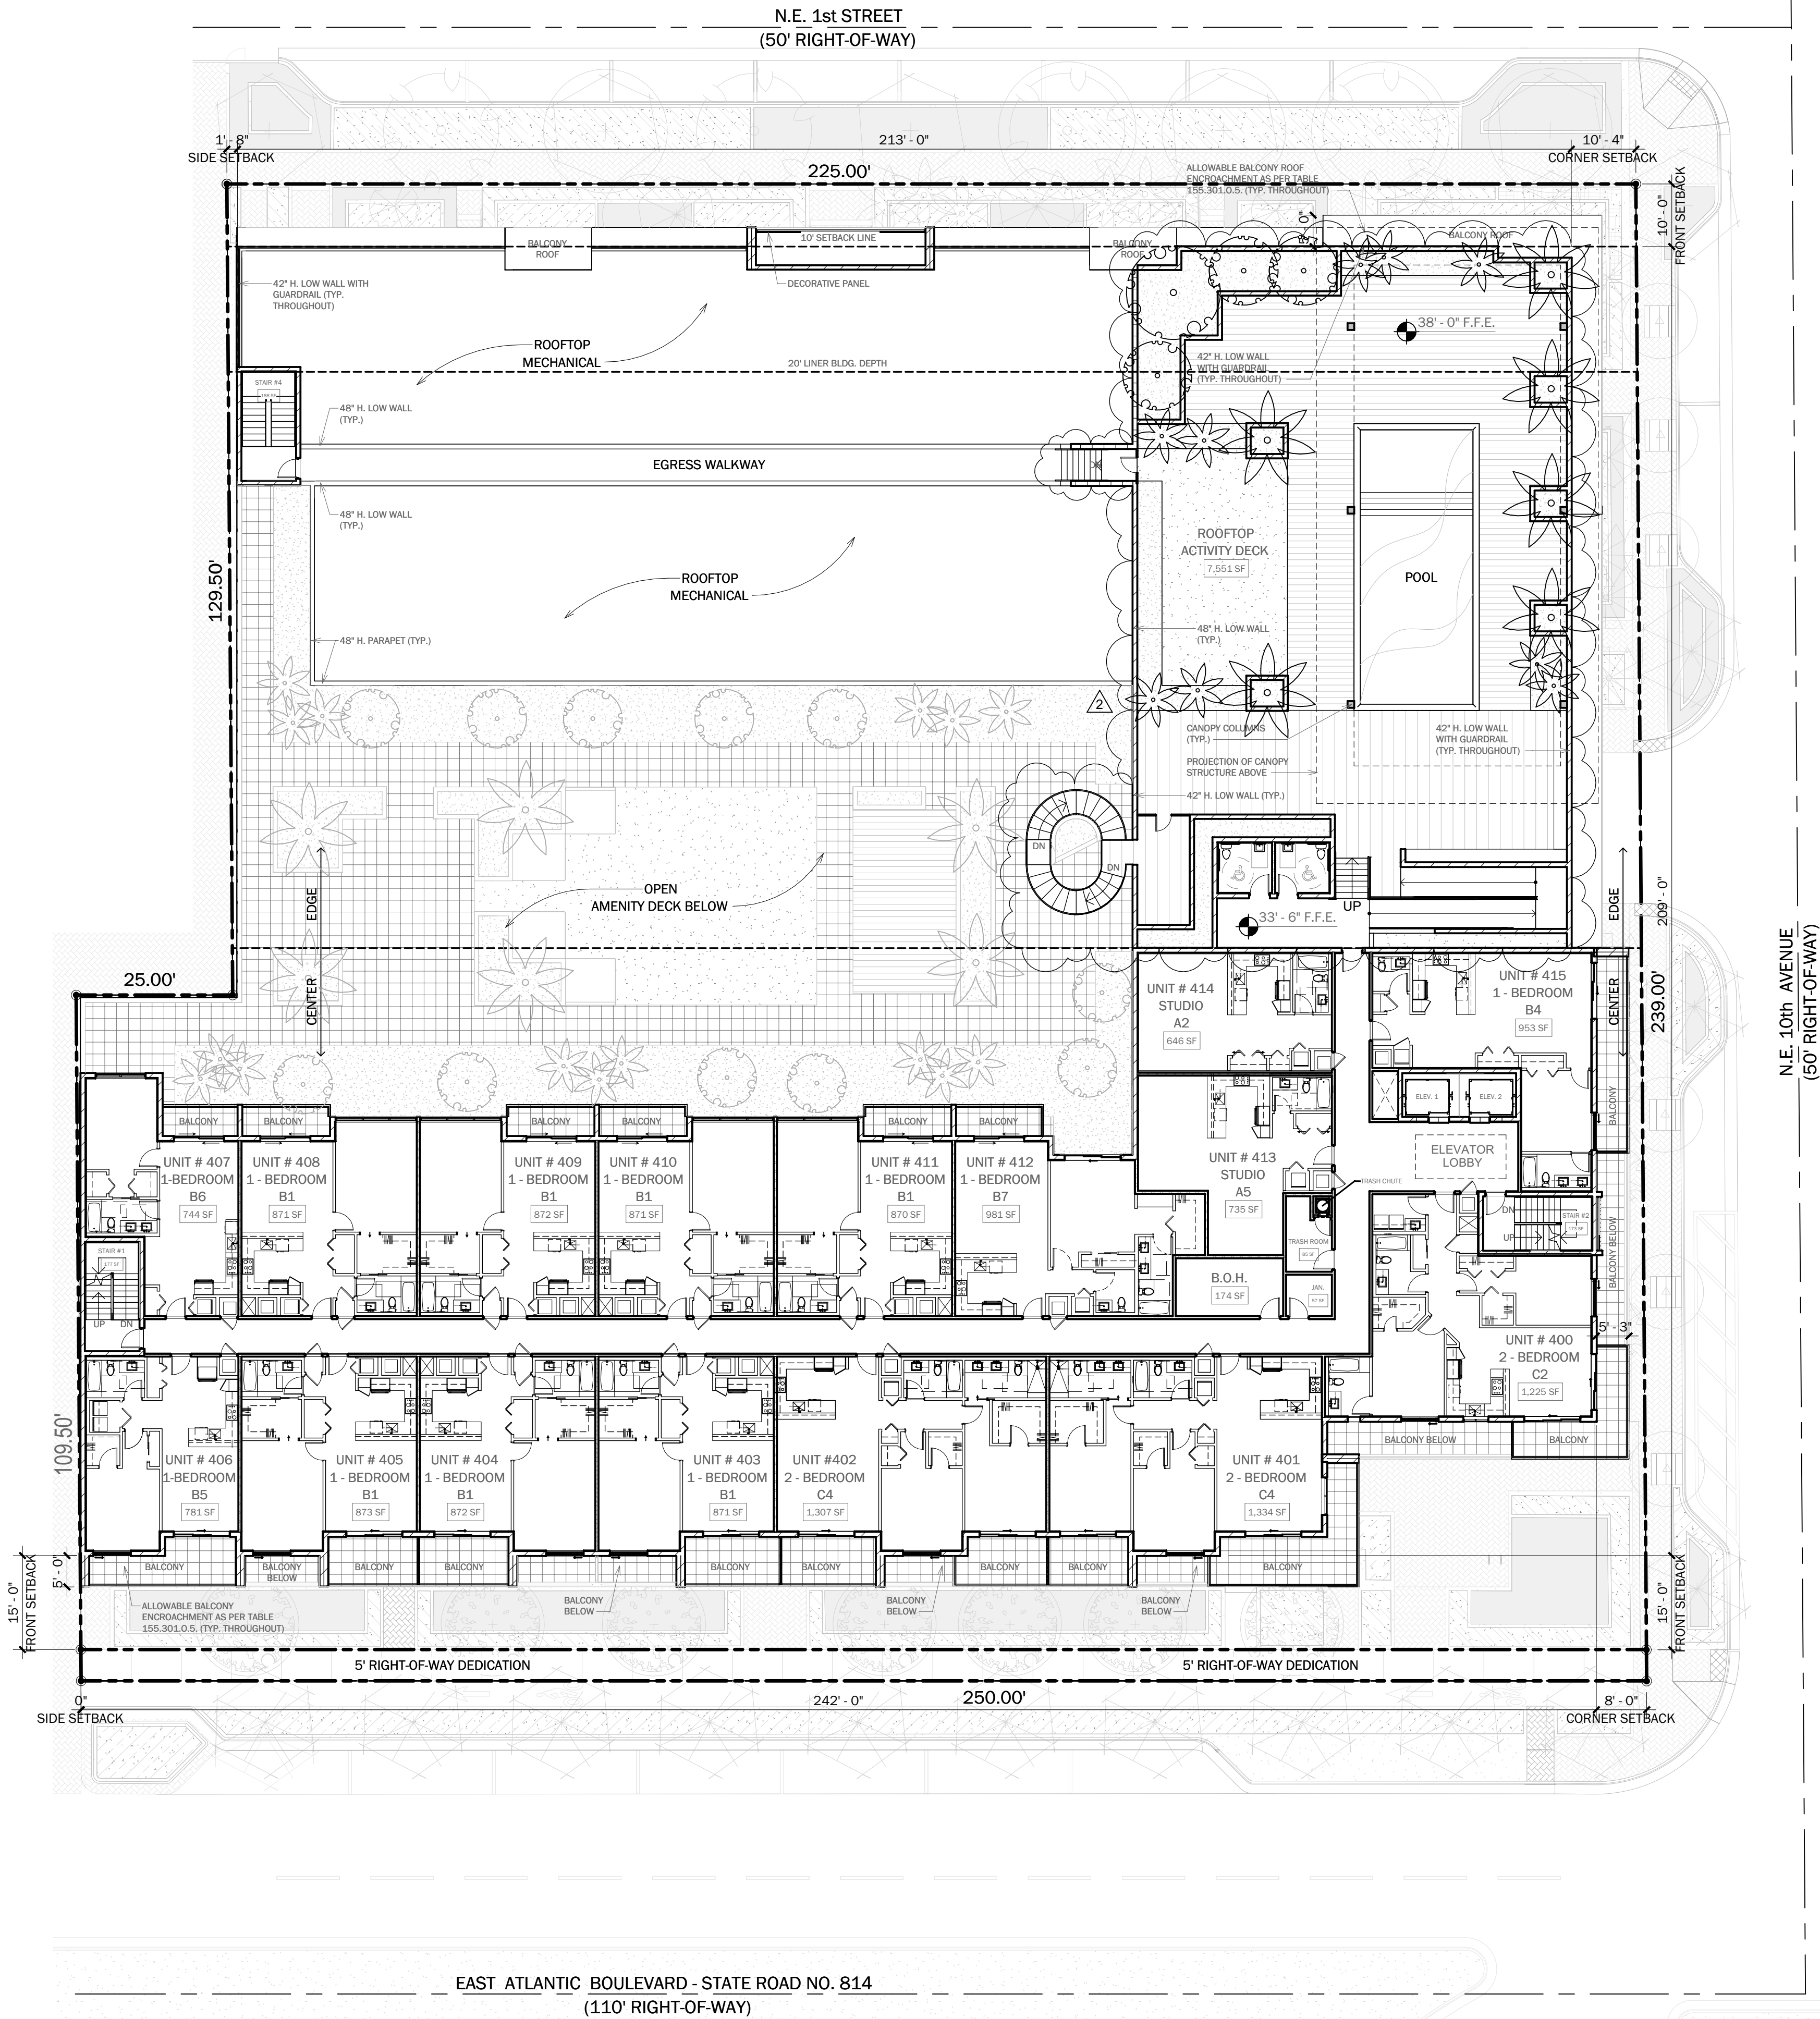 N.E. 1st STREET
(50' RIGHT-OF-WAY)
1' - 8"
SIDE SETBACK
213' - 0"
10' - 4"
CORNER SETBACK
225.00'
ALLOWABLE BALCONY ROOF
ENCROACHMENT AS PER TABLE
155.301.0.5. (TYP. THROUGHOUT)
10' - 0"
FRONT SETBACK
BALCONY
ROOF
10' SETBACK LINE
BALCONY
ROOF
BALCONY ROOF
42" H. LOW WALL WITH
GUARDRAIL (TYP.
THROUGHOUT)
DECORATIVE PANEL
38' - 0" F.F.E.
ROOFTOP
MECHANICAL
20' LINER BLDG. DEPTH
42" H. LOW WALL
WITH GUARDRAIL
(TYP. THROUGHOUT)
STAIR #4
48" H. LOW WALL
(TYP.)
EGRESS WALKWAY
48" H. LOW WALL
(TYP.)
ROOFTOP
ACTIVITY DECK
7,551 SF
POOL
ROOFTOP
MECHANICAL
129.50'
48" H. PARAPET (TYP.)
48" H. LOW WALL
(TYP.)
2
CANOPY COLUMNS
(TYP.)
42" H. LOW WALL
WITH GUARDRAIL
(TYP. THROUGHOUT)
PROJECTION OF CANOPY
STRUCTURE ABOVE
42" H. LOW WALL (TYP.)
DN
DN
OPEN
AMENITY DECK BELOW
EDGE
CENTER
UP
33' - 6" F.F.E.
EDGE
CENTER
209' - 0"
239.00'
N.E. 10th AVENUE
(50' RIGHT-OF-WAY)
25.00'
UNIT # 414
STUDIO
A2
646 SF
UNIT # 415
1 - BEDROOM
B4
953 SF
ELEV. 1
ELEV. 2
BALCONY
BALCONY
BALCONY
BALCONY
BALCONY
BALCONY
BALCONY
ELEVATOR
LOBBY
UNIT # 407
1-BEDROOM
B6
744 SF
UNIT # 408
1 - BEDROOM
B1
871 SF
UNIT # 409
1 - BEDROOM
B1
872 SF
UNIT # 410
1 - BEDROOM
B1
871 SF
UNIT # 411
1 - BEDROOM
B1
870 SF
UNIT # 412
1 - BEDROOM
B7
981 SF
UNIT # 413
STUDIO
A5
735 SF
TRASH CHUTE
TRASH ROOM
85 SF
DN
UP
STAIR #2
173 SF
BALCONY BELOW
STAIR #1
177 SF
UP
DN
B.O.H.
174 SF
JAN.
57 SF
5' - 3"
UNIT # 400
2 - BEDROOM
C2
1,225 SF
BALCONY BELOW
BALCONY
109.50'
UNIT # 406
1-BEDROOM
B5
781 SF
UNIT # 405
1 - BEDROOM
B1
873 SF
UNIT # 404
1 - BEDROOM
B1
872 SF
UNIT # 403
1 - BEDROOM
B1
871 SF
UNIT #402
2 - BEDROOM
C4
1,307 SF
UNIT # 401
2 - BEDROOM
C4
1,334 SF
BALCONY
BALCONY
BELOW
BALCONY
BALCONY
BALCONY
BALCONY
BALCONY
BALCONY
BALCONY
5' - 0"
15' - 0"
FRONT SETBACK
ALLOWABLE BALCONY
ENCROACHMENT AS PER TABLE
155.301.0.5. (TYP. THROUGHOUT)
BALCONY
BELOW
BALCONY
BELOW
BALCONY
BELOW
15' - 0"
FRONT SETBACK
5' RIGHT-OF-WAY DEDICATION
5' RIGHT-OF-WAY DEDICATION
0"
SIDE SETBACK
242' - 0"
250.00'
8' - 0"
CORNER SETBACK
EAST ATLANTIC BOULEVARD - STATE ROAD NO. 814
(110' RIGHT-OF-WAY)